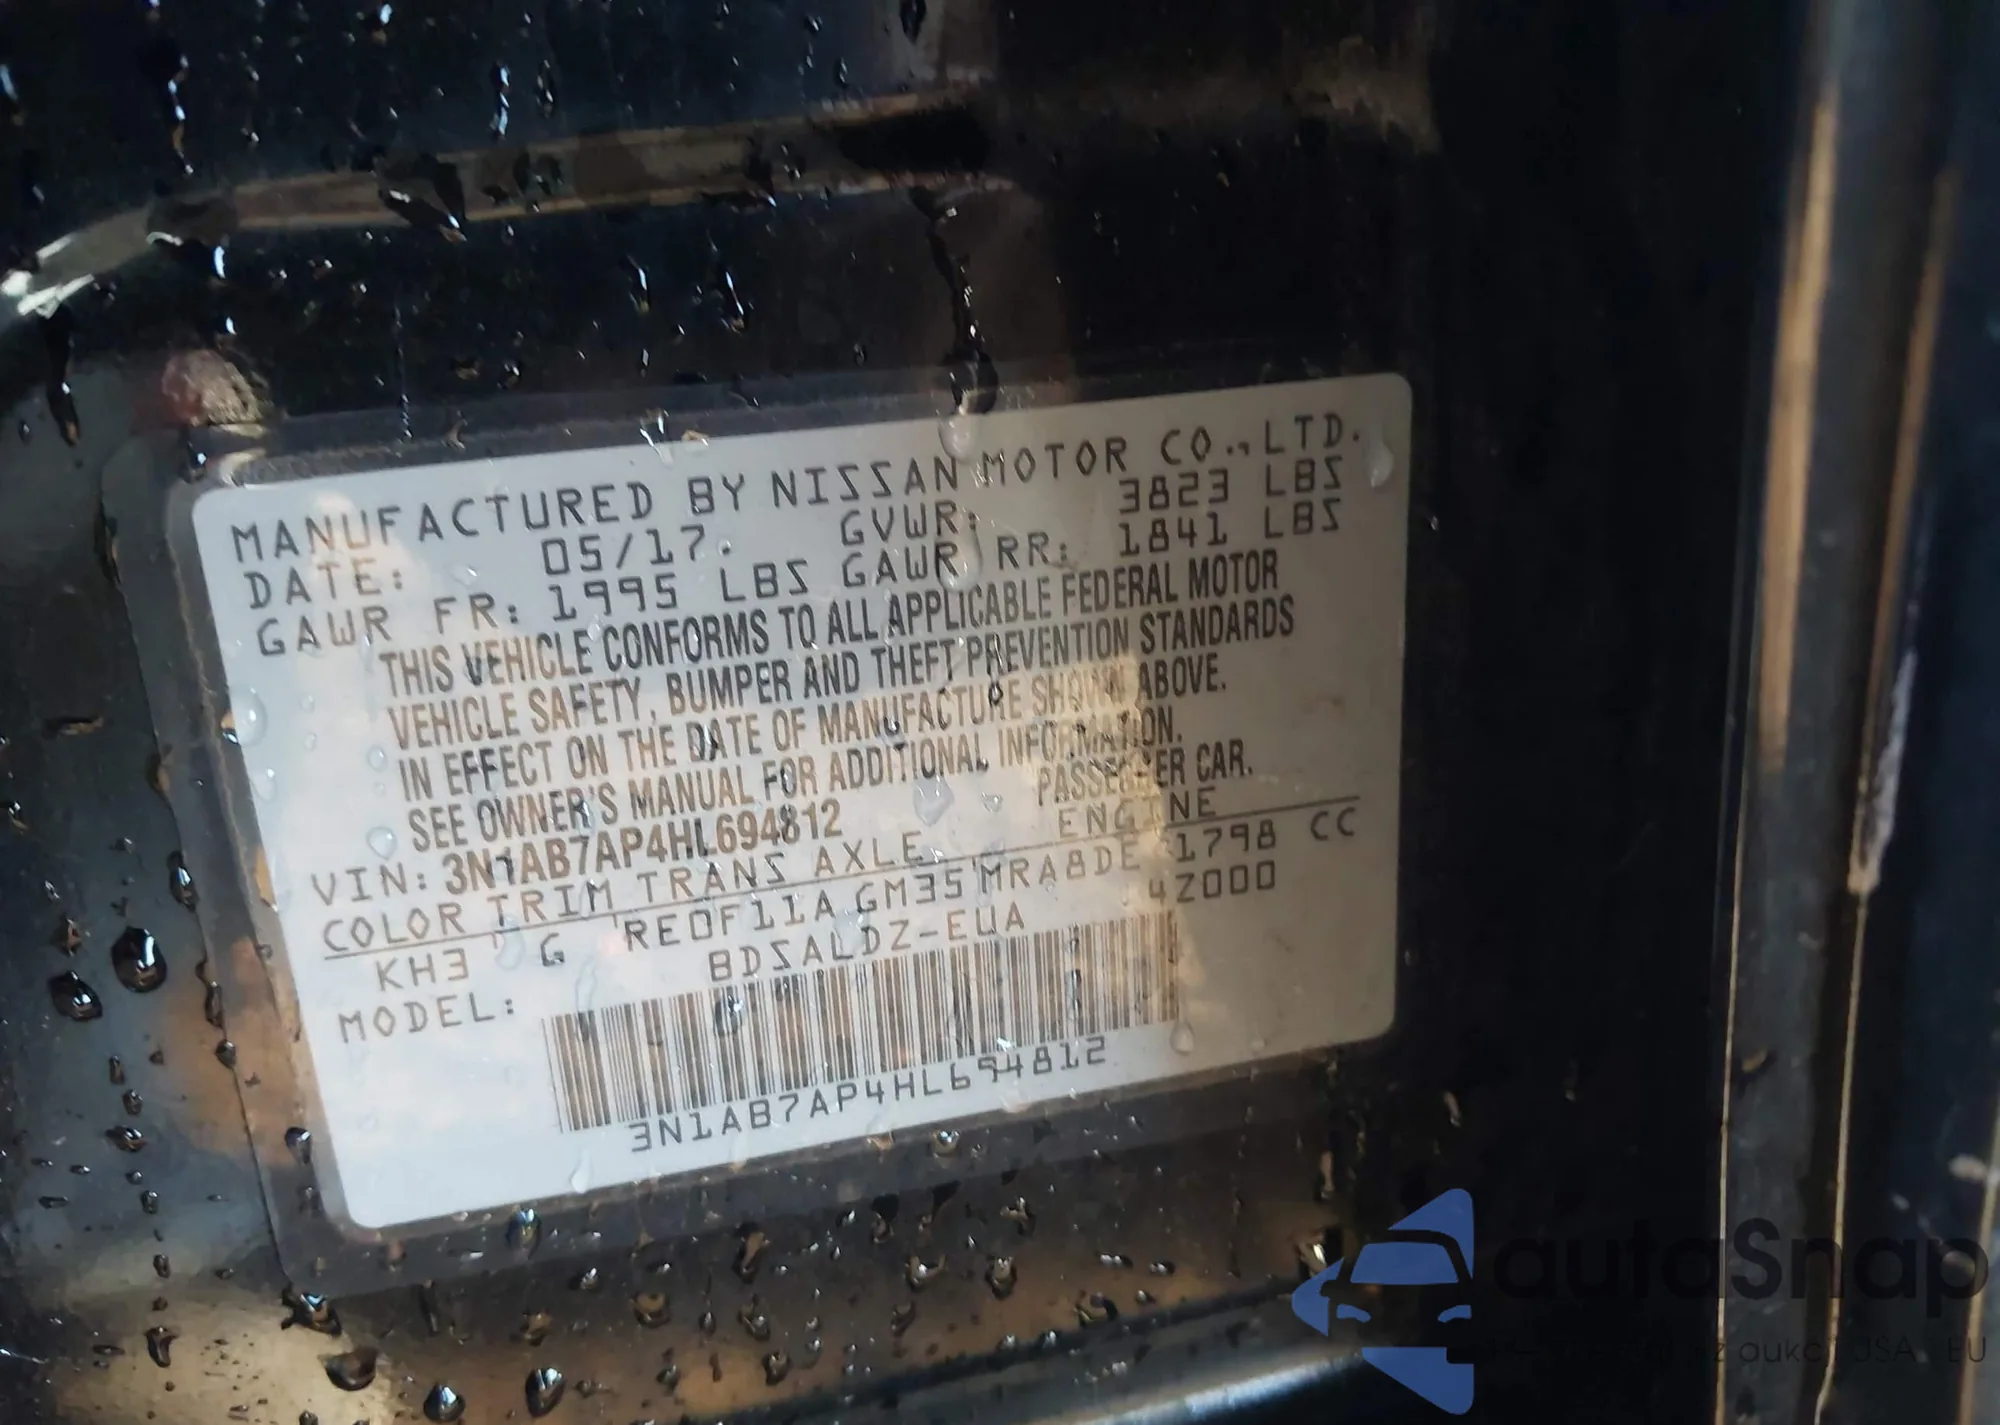 MANUFACTURED BY NISSAN MOTOR CO., LTD.
DATE: 05/17. GVWR: 3823 LBS
GAWR FR: 1995 LBS GAWR RR: 1841 LBS
THIS VEHICLE CONFORMS TO ALL APPLICABLE FEDERAL MOTOR
VEHICLE SAFETY, BUMPER AND THEFT PREVENTION STANDARDS
IN EFFECT ON THE DATE OF MANUFACTURE SHOWN ABOVE.
SEE OWNER'S MANUAL FOR ADDITIONAL INFORMATION.
VIN: 3N1AB7AP4HL694812 PASSENGER CAR.
COLOR TRIM TRANS AXLE ENGINE
KH3 G RE0F11A GM35 MRA8DE 1798 CC
MODEL: BDSALDZ-EUA 4Z000
3N1AB7AP4HL694812
autoSnap